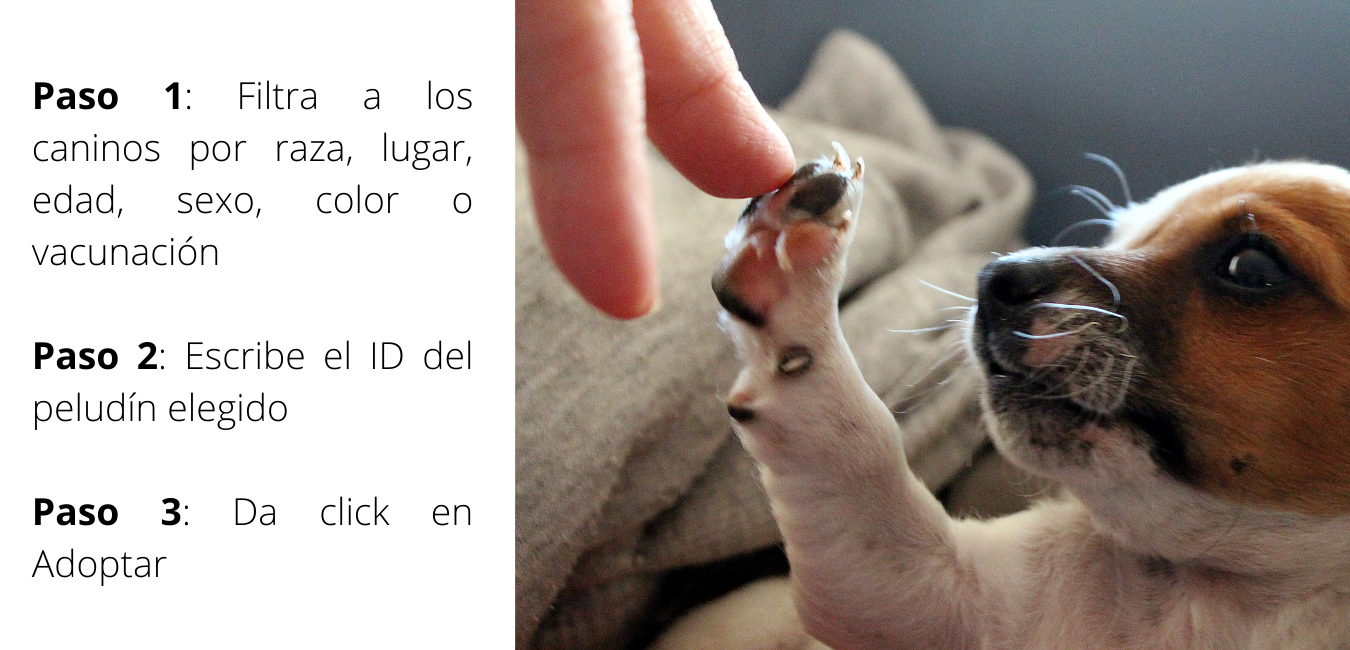 Paso 1: Filtra a los
caninos por raza, lugar,
edad, sexo, color o
vacunación
Paso 2: Escribe el ID del
peludín elegido
Paso 3: Da click en
Adoptar